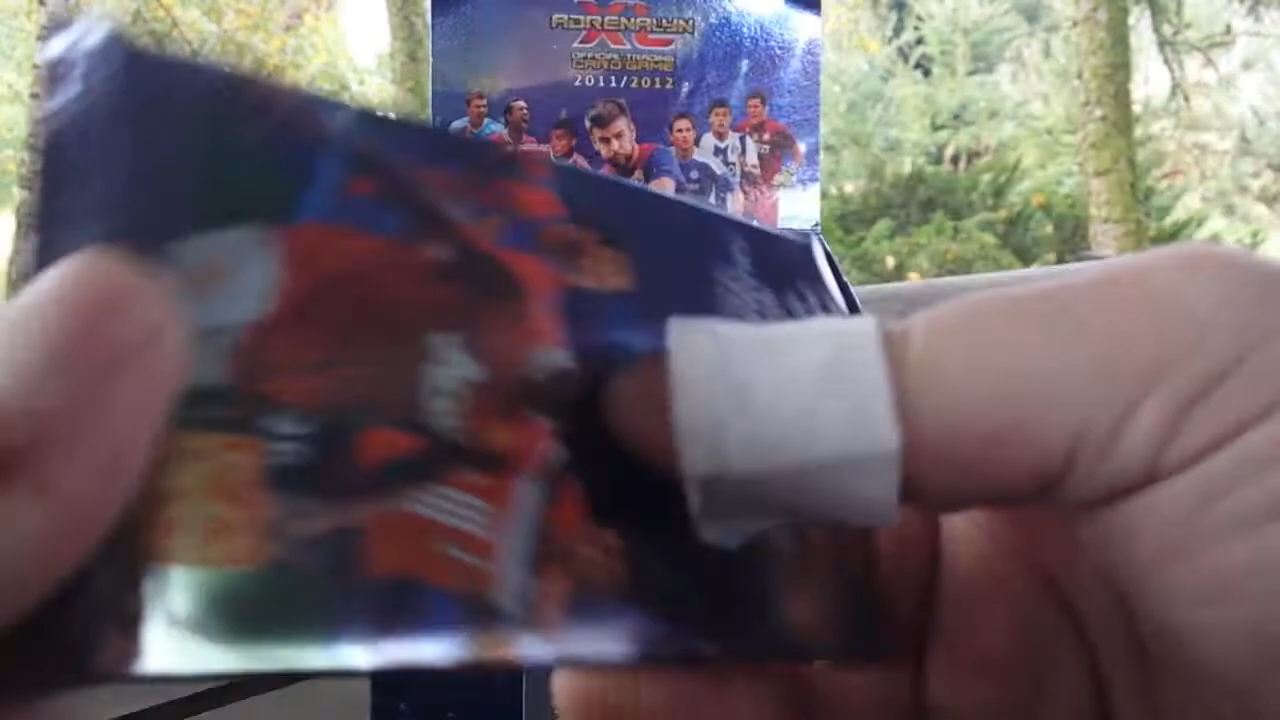 ADRENALYN
XL
OFFICIAL TRADING
CARD GAME
2011/2012